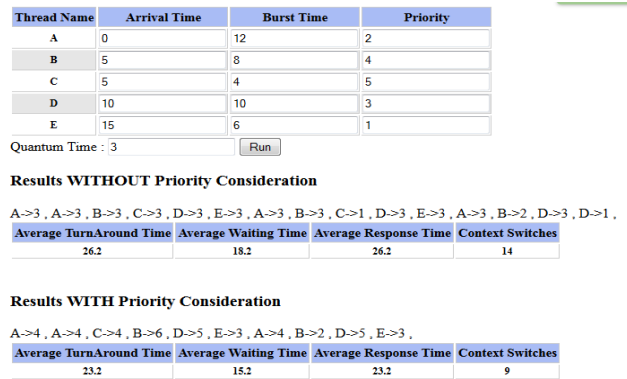 Thread Name Arrival Time Burst Time Priority
A 0 12 2
B 5 8 4
C 5 4 5
D 10 10 3
E 15 6 1
Quantum Time : 3 Run
Results WITHOUT Priority Consideration
A->3 , A->3 , B->3 , C->3 , D->3 , E->3 , A->3 , B->3 , C->1 , D->3 , E->3 , A->3 , B->2 , D->3 , D->1 ,
Average TurnAround Time Average Waiting Time Average Response Time Context Switches
26.2 18.2 26.2 14
Results WITH Priority Consideration
A->4 , A->4 , C->4 , B->6 , D->5 , E->3 , A->4 , B->2 , D->5 , E->3 ,
Average TurnAround Time Average Waiting Time Average Response Time Context Switches
23.2 15.2 23.2 9